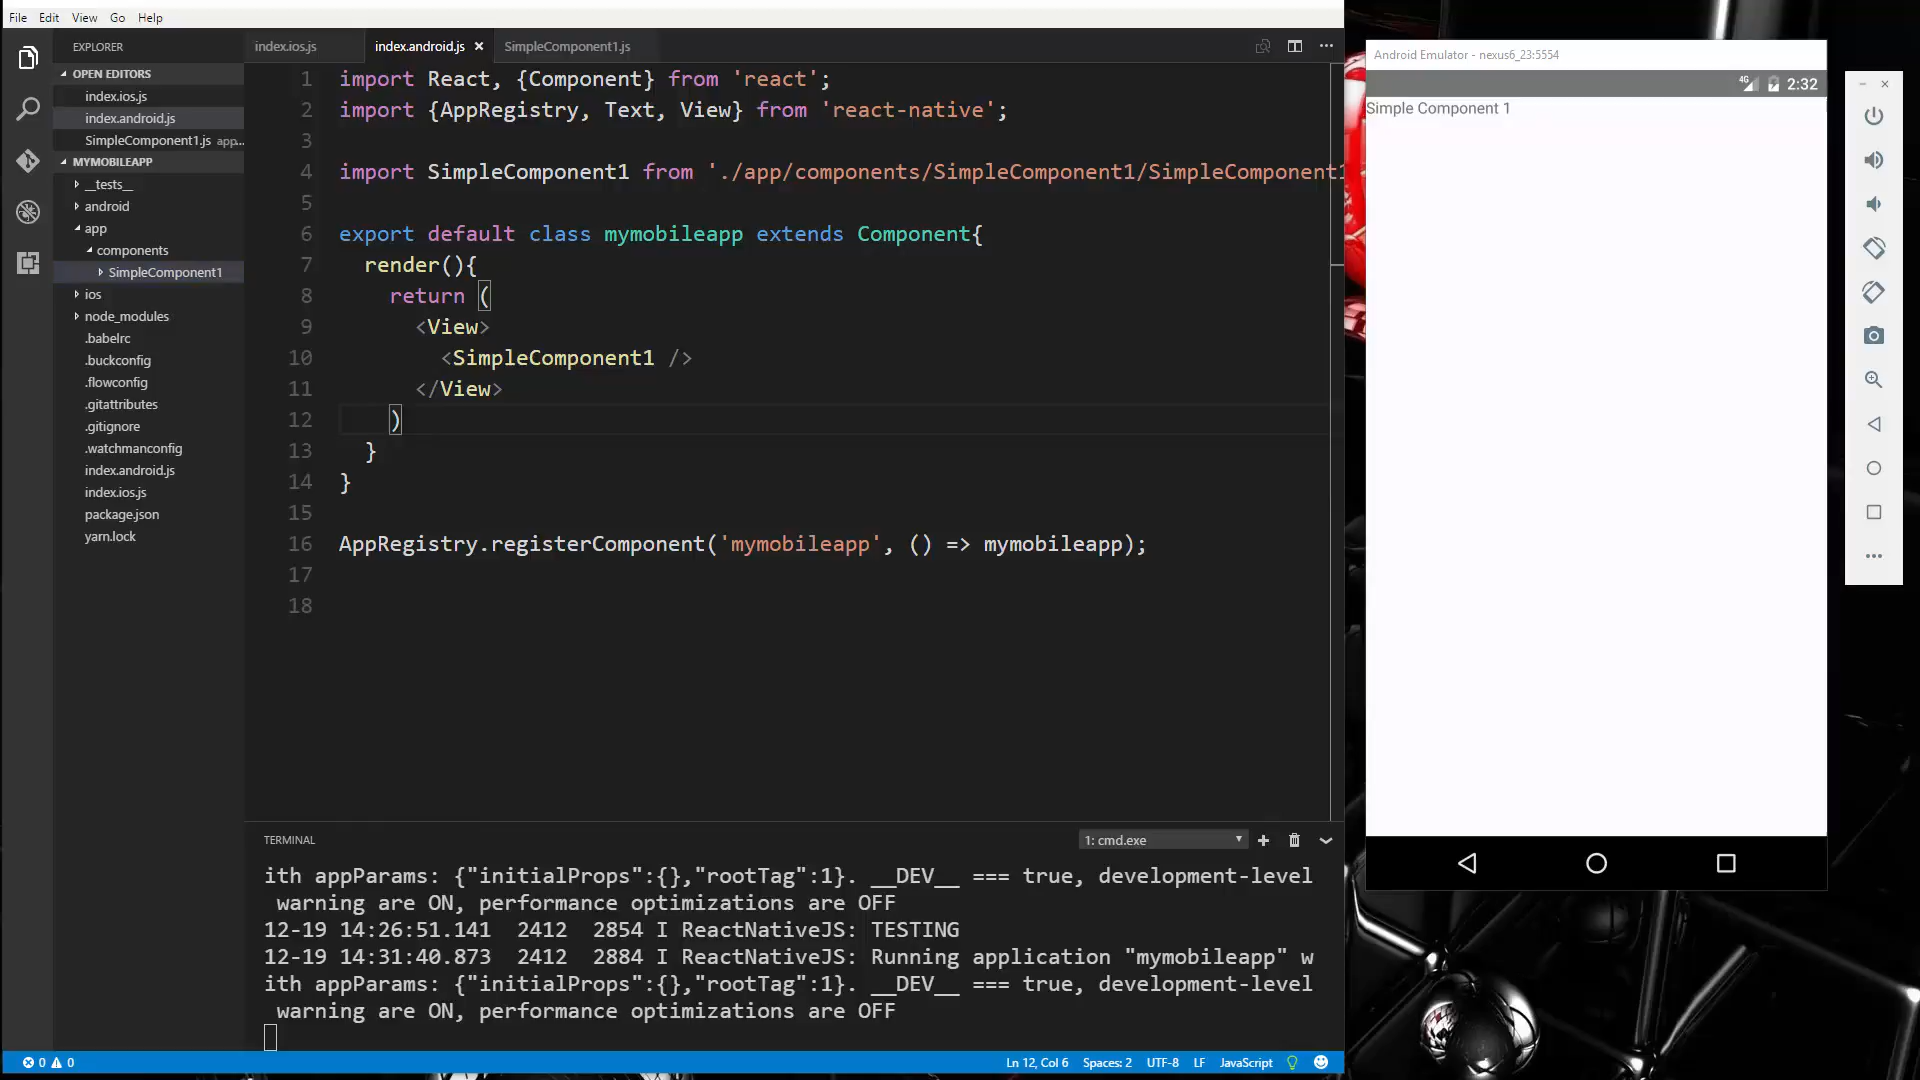 File Edit View Go Help
EXPLORER
OPEN EDITORS
index.ios.js
index.android.js
SimpleComponent1.js app...
MYMOBILEAPP
__tests__
android
app
components
SimpleComponent1
ios
node_modules
.babelrc
.buckconfig
.flowconfig
.gitattributes
.gitignore
.watchmanconfig
index.android.js
index.ios.js
package.json
yarn.lock
index.ios.js index.android.js × SimpleComponent1.js
1 import React, {Component} from 'react';
2 import {AppRegistry, Text, View} from 'react-native';
3
4 import SimpleComponent1 from './app/components/SimpleComponent1/SimpleComponent1
5
6 export default class mymobileapp extends Component{
7 render(){
8 return (
9 <View>
10 <SimpleComponent1 />
11 </View>
12 )
13 }
14 }
15
16 AppRegistry.registerComponent('mymobileapp', () => mymobileapp);
17
18
TERMINAL
1: cmd.exe
ith appParams: {"initialProps":{},"rootTag":1}. __DEV__ === true, development-level
warning are ON, performance optimizations are OFF
12-19 14:26:51.141 2412 2854 I ReactNativeJS: TESTING
12-19 14:31:40.873 2412 2884 I ReactNativeJS: Running application "mymobileapp" w
ith appParams: {"initialProps":{},"rootTag":1}. __DEV__ === true, development-level
warning are ON, performance optimizations are OFF
0 0
Ln 12, Col 6 Spaces: 2 UTF-8 LF JavaScript
Android Emulator - nexus6_23:5554
4G 2:32
Simple Component 1